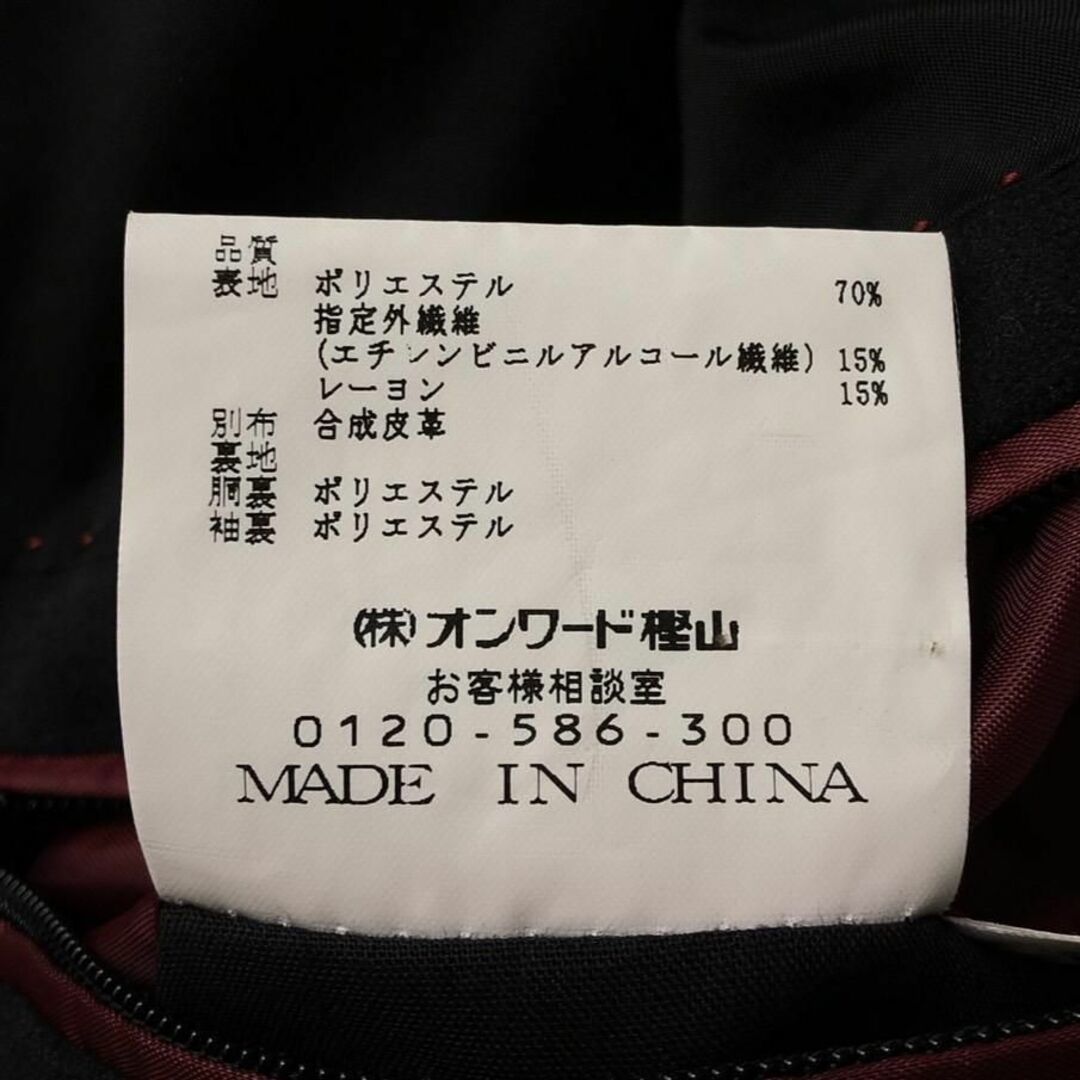 品質
表地 ポリエステル 70%
指定外繊維
(エチレンビニルアルコール繊維) 15%
レーヨン 15%
別布 合成皮革
裏地
胴裏 ポリエステル
袖裏 ポリエステル
(株)オンワード樫山
お客様相談室
0120-586-300
MADE IN CHINA